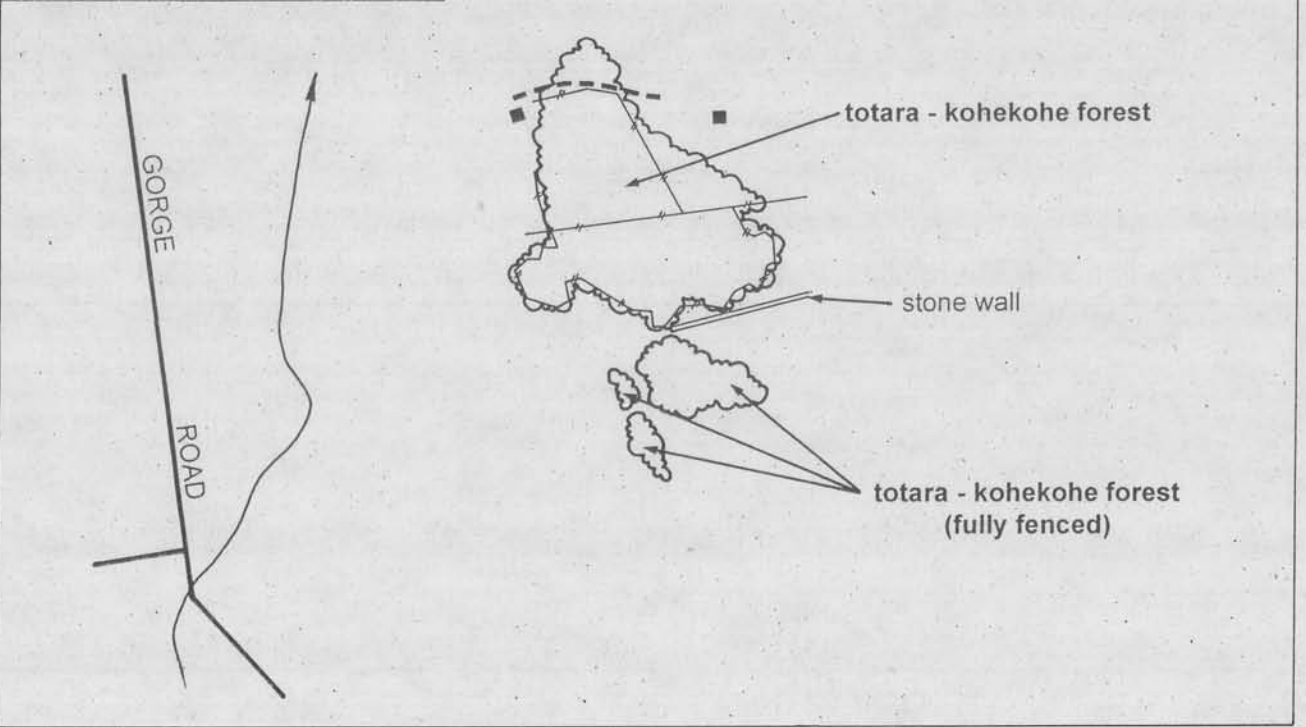 totara - kohekohe forest
GORGE
ROAD
stone wall
totara - kohekohe forest
(fully fenced)